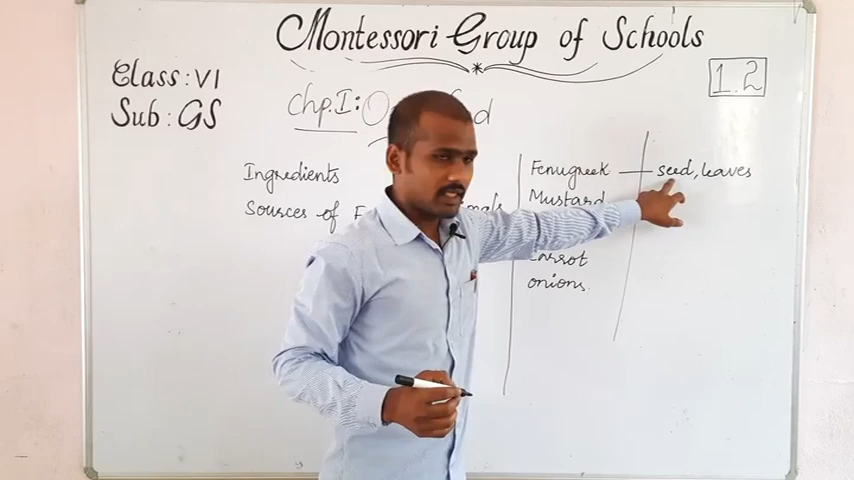 Montessori Group of Schools
1.2
Class: VI
Sub: GS
Chp.I:
Ingredients
Sources of
Fenugreek — seed, leaves
Mustard
Carrot
onions.